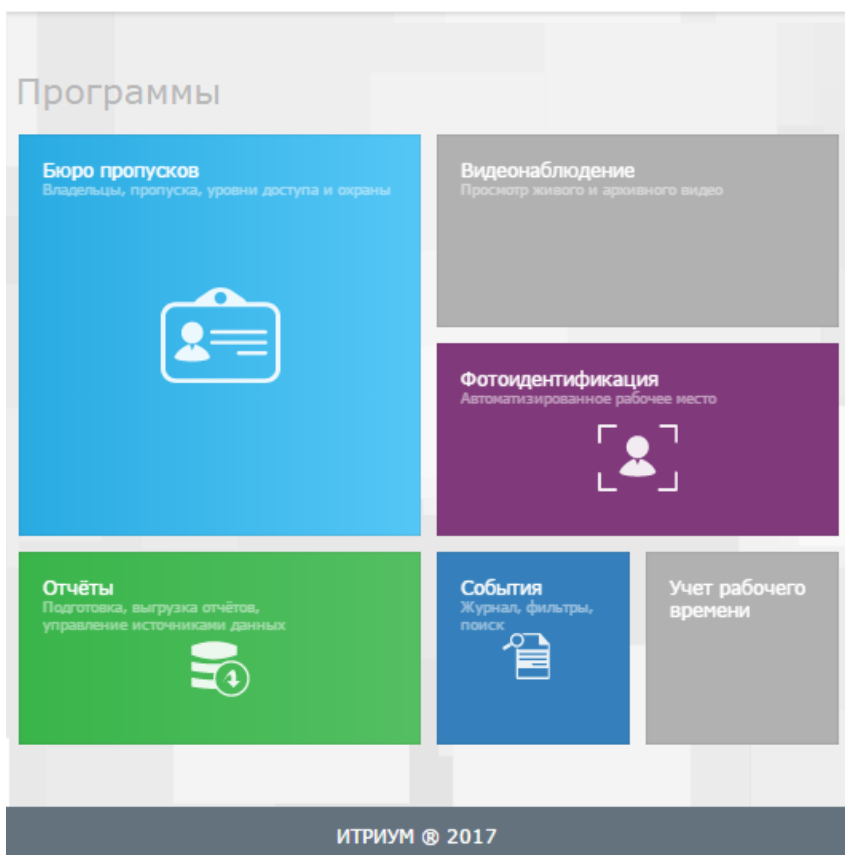 Программы
Бюро пропусков
Владельцы, пропуска, уровни доступа и охраны
Видеонаблюдение
Просмотр живого и архивного видео
Фотоидентификация
Автоматизированное рабочее место
Отчёты
Подготовка, выгрузка отчётов,
управление источниками данных
События
Журнал, фильтры,
поиск
Учет рабочего
времени
ИТРИУМ ® 2017